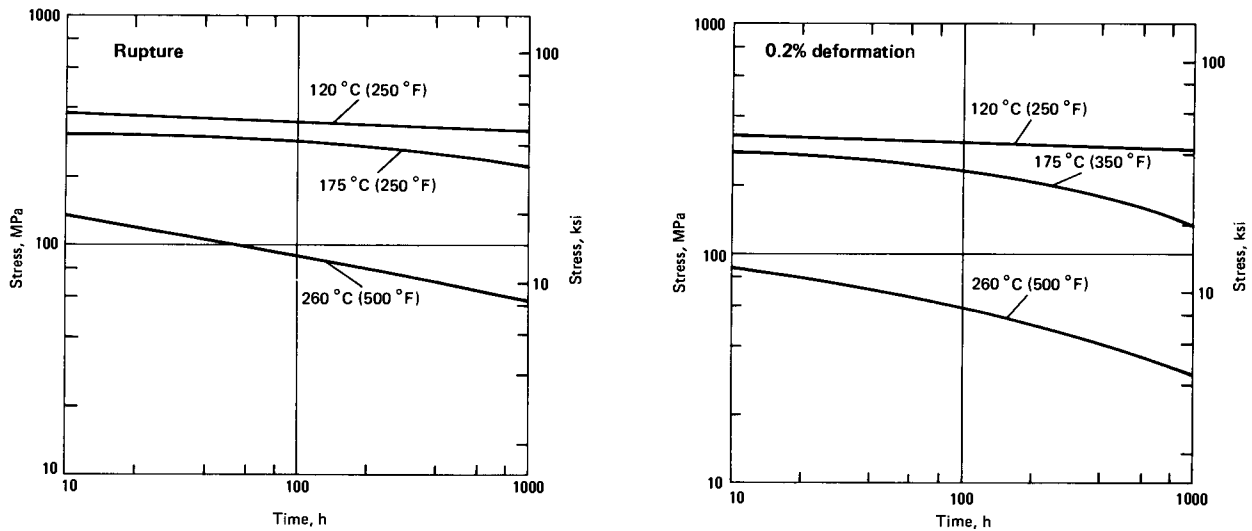 Rupture
1000
100
10
Stress, MPa
100
10
Stress, ksi
120 °C (250 °F)
175 °C (250 °F)
260 °C (500 °F)
10
100
1000
Time, h
0.2% deformation
1000
100
10
Stress, MPa
100
10
Stress, ksi
120 °C (250 °F)
175 °C (350 °F)
260 °C (500 °F)
10
100
1000
Time, h